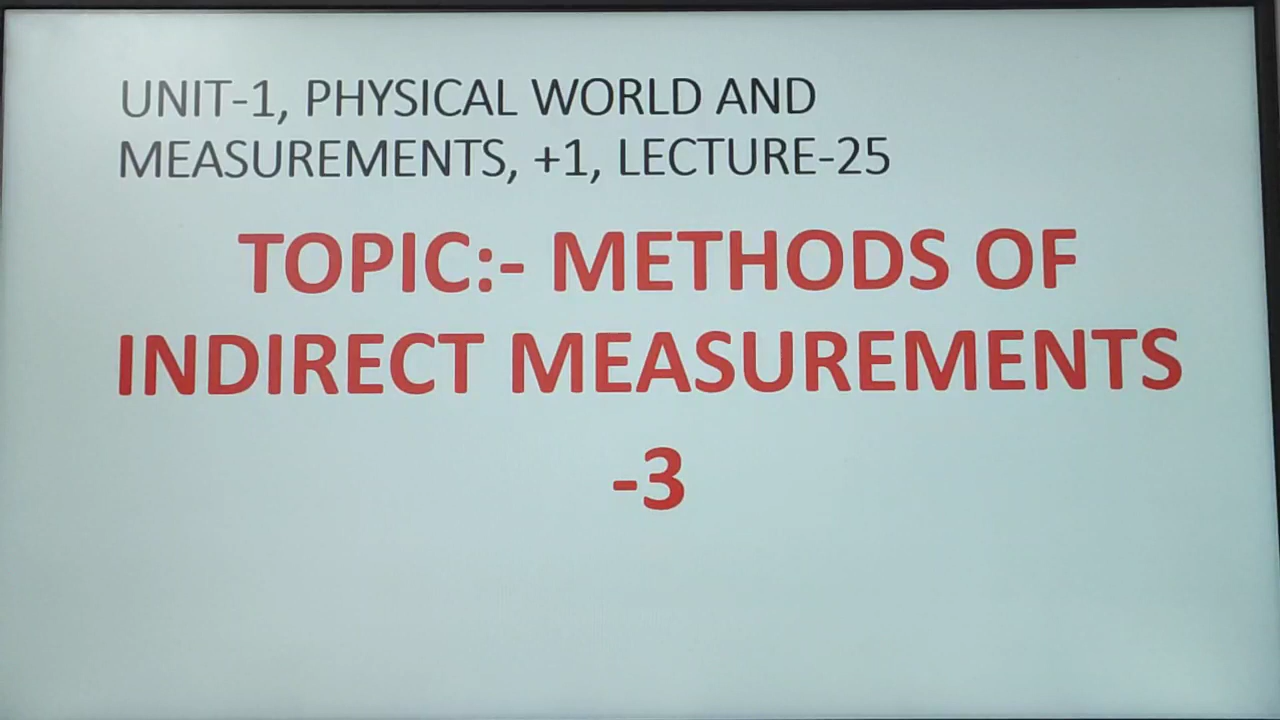 UNIT-1, PHYSICAL WORLD AND
MEASUREMENTS, +1, LECTURE-25
TOPIC:- METHODS OF
INDIRECT MEASUREMENTS
-3